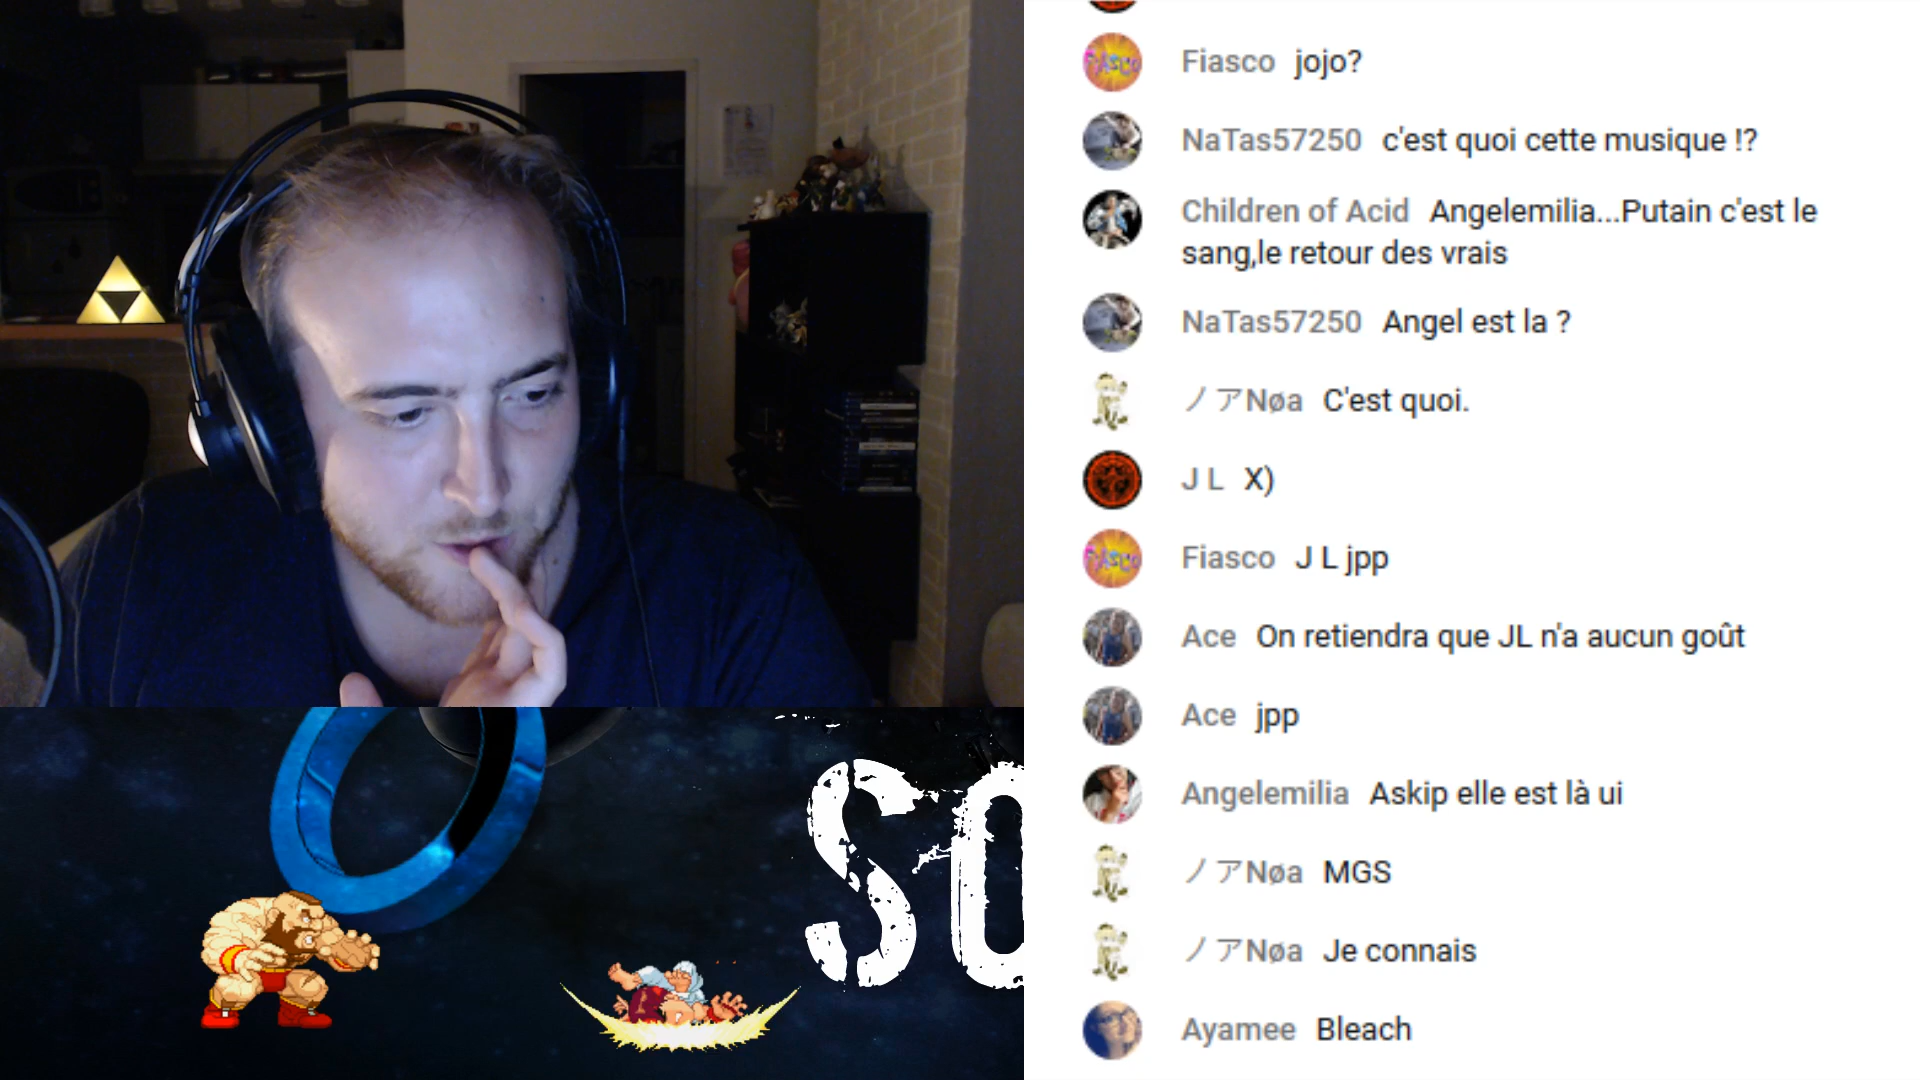 Fiasco jojo?
NaTas57250 c'est quoi cette musique !?
Children of Acid Angelemilia...Putain c'est le
sang,le retour des vrais
NaTas57250 Angel est la ?
ノアNøa C'est quoi.
J L X)
Fiasco J L jpp
Ace On retiendra que JL n'a aucun goût
Ace jpp
Angelemilia Askip elle est là ui
ノアNøa MGS
ノアNøa Je connais
Ayamee Bleach
SO